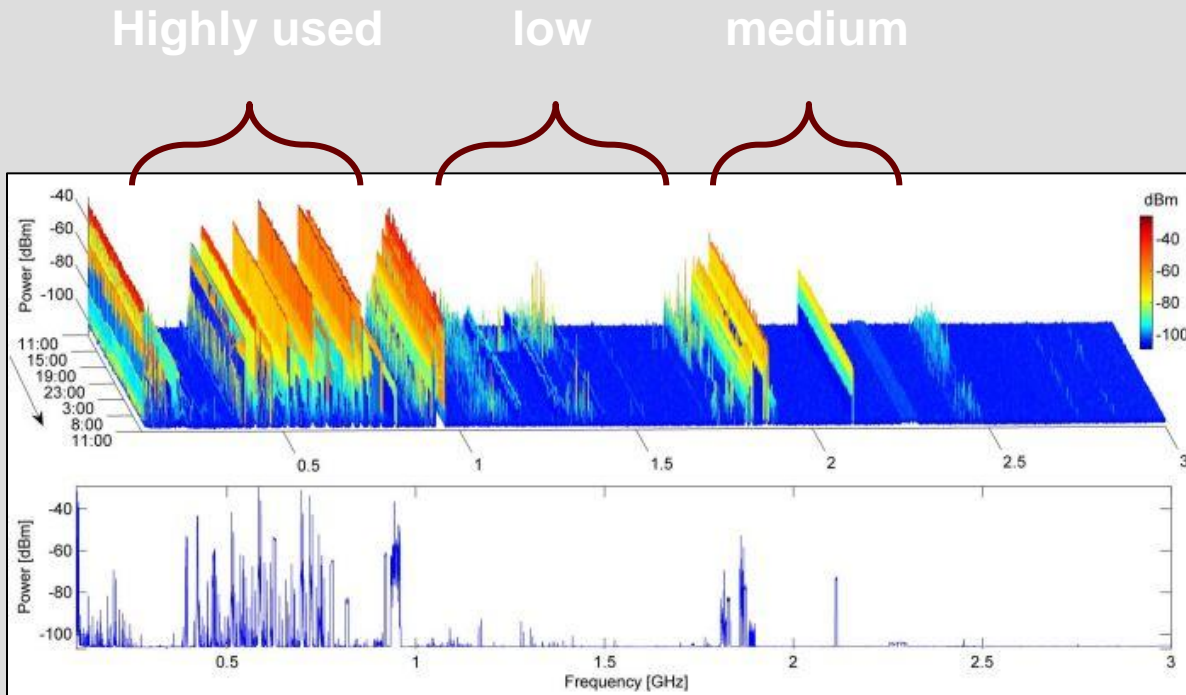 Highly used low medium
-40
-60
-80
-100
Power [dBm]
11:00
15:00
19:00
23:00
3:00
8:00
11:00
0.5 1 1.5 2 2.5 3
dBm
-40
-60
-80
-100
-40
-60
-80
-100
Power [dBm]
0.5 1 1.5 2 2.5 3
Frequency [GHz]